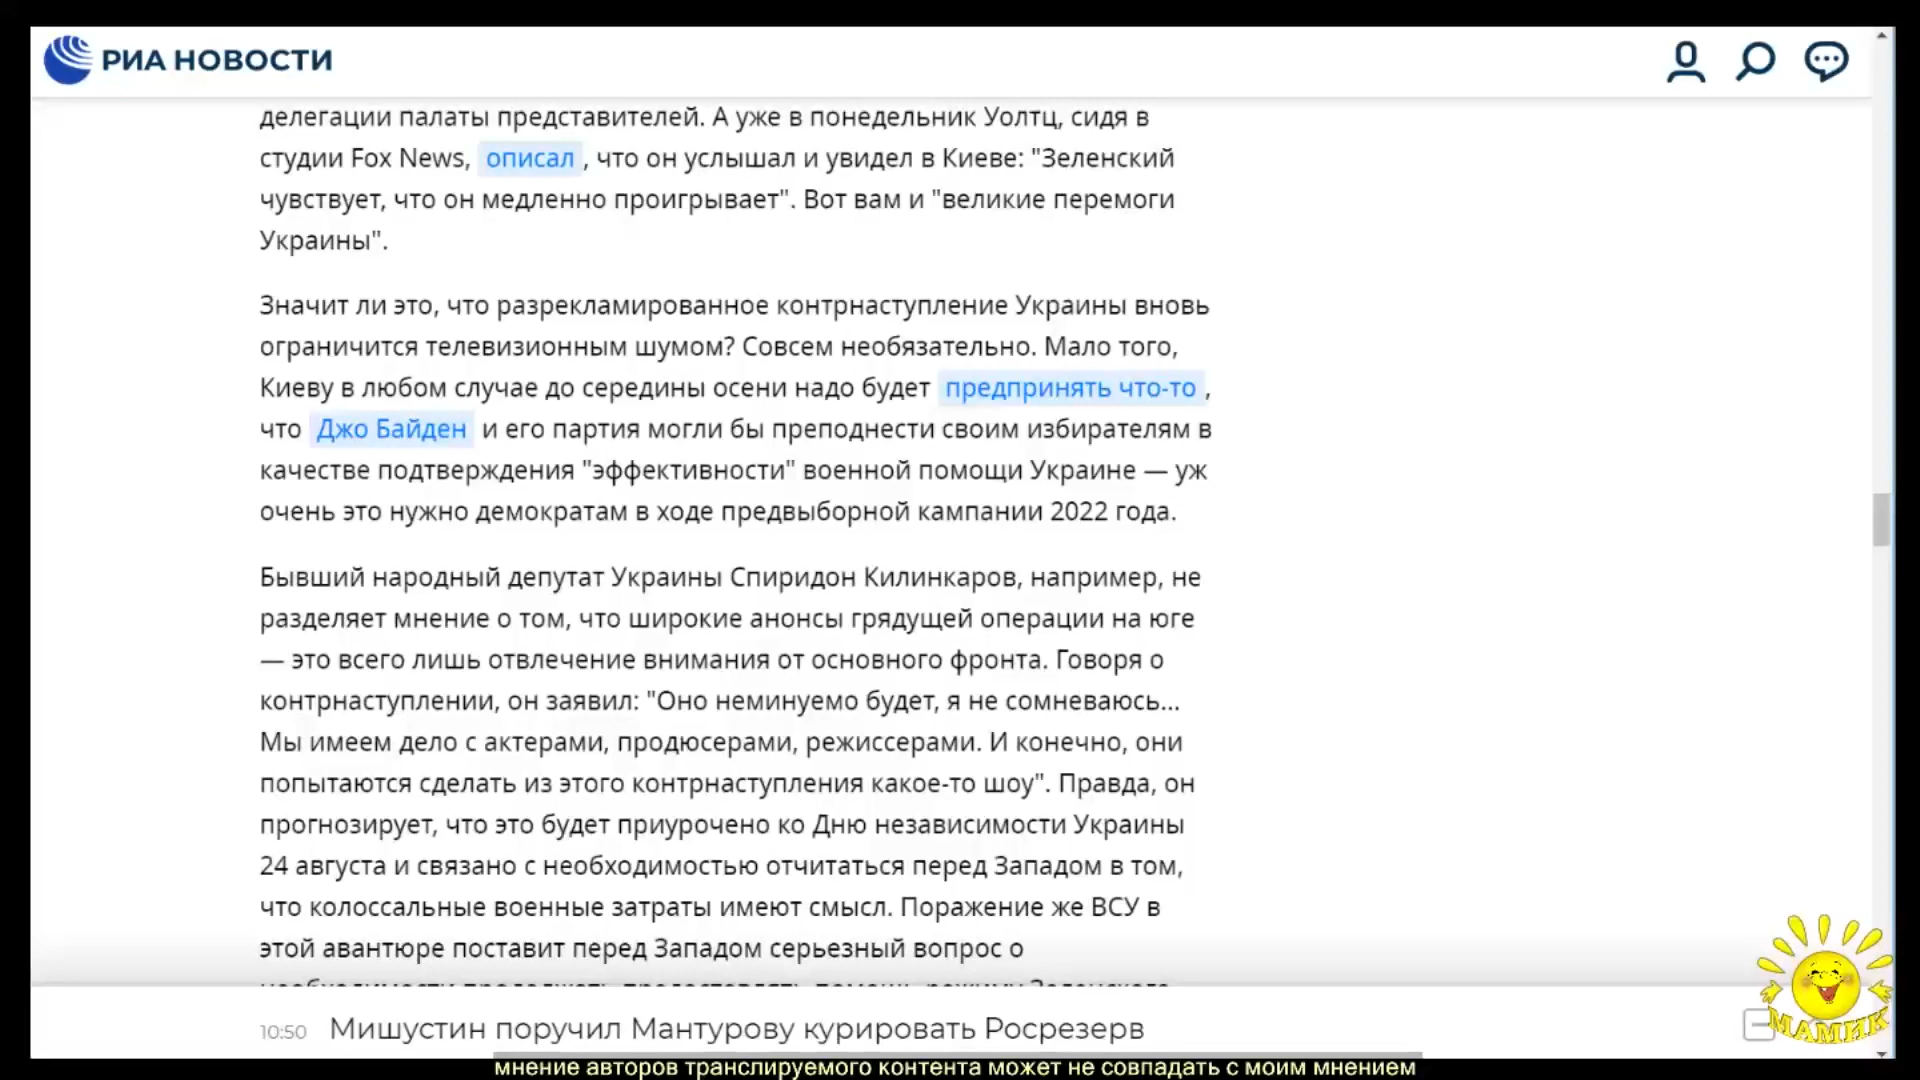 РИА НОВОСТИ
делегации палаты представителей. А уже в понедельник Уолтц, сидя в
студии Fox News, описал, что он услышал и увидел в Киеве: "Зеленский
чувствует, что он медленно проигрывает". Вот вам и "великие перемоги
Украины".
Значит ли это, что разрекламированное контрнаступление Украины вновь
ограничится телевизионным шумом? Совсем необязательно. Мало того,
Киеву в любом случае до середины осени надо будет предпринять что-то,
что Джо Байден и его партия могли бы преподнести своим избирателям в
качестве подтверждения "эффективности" военной помощи Украине — уж
очень это нужно демократам в ходе предвыборной кампании 2022 года.
Бывший народный депутат Украины Спиридон Килинкаров, например, не
разделяет мнение о том, что широкие анонсы грядущей операции на юге
— это всего лишь отвлечение внимания от основного фронта. Говоря о
контрнаступлении, он заявил: "Оно неминуемо будет, я не сомневаюсь...
Мы имеем дело с актерами, продюсерами, режиссерами. И конечно, они
попытаются сделать из этого контрнаступления какое-то шоу". Правда, он
прогнозирует, что это будет приурочено ко Дню независимости Украины
24 августа и связано с необходимостью отчитаться перед Западом в том,
что колоссальные военные затраты имеют смысл. Поражение же ВСУ в
этой авантюре поставит перед Западом серьезный вопрос о
необходимости продолжать предоставлять помощь режиму Зеленского
10:50 Мишустин поручил Мантурову курировать Росрезерв
МАМИК
мнение авторов транслируемого контента может не совпадать с моим мнением